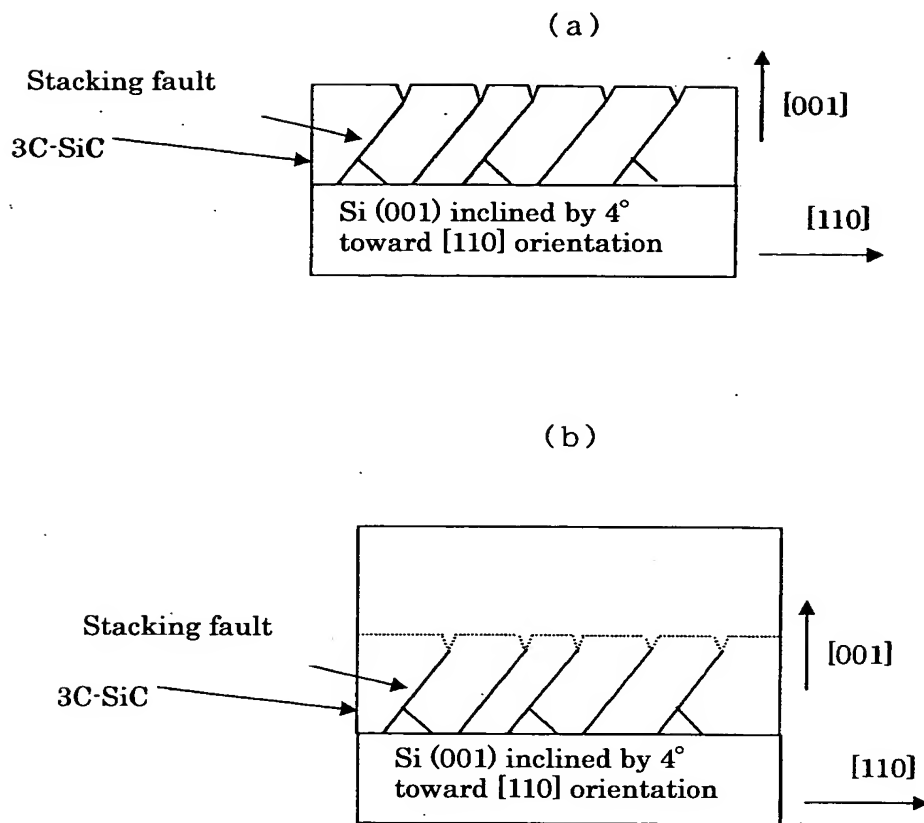 (a)
Stacking fault
[001]
3C-SiC
Si (001) inclined by 4°
toward [110] orientation
[110]
(b)
Stacking fault
[001]
3C-SiC
Si (001) inclined by 4°
toward [110] orientation
[110]